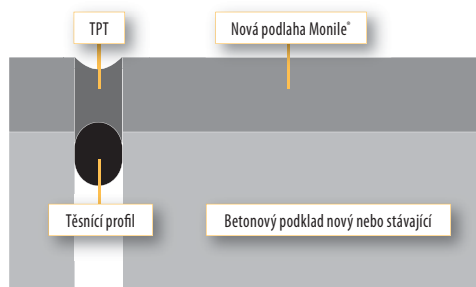 TPT
Nová podlaha Monile®
Těsnící profil
Betonový podklad nový nebo stávající